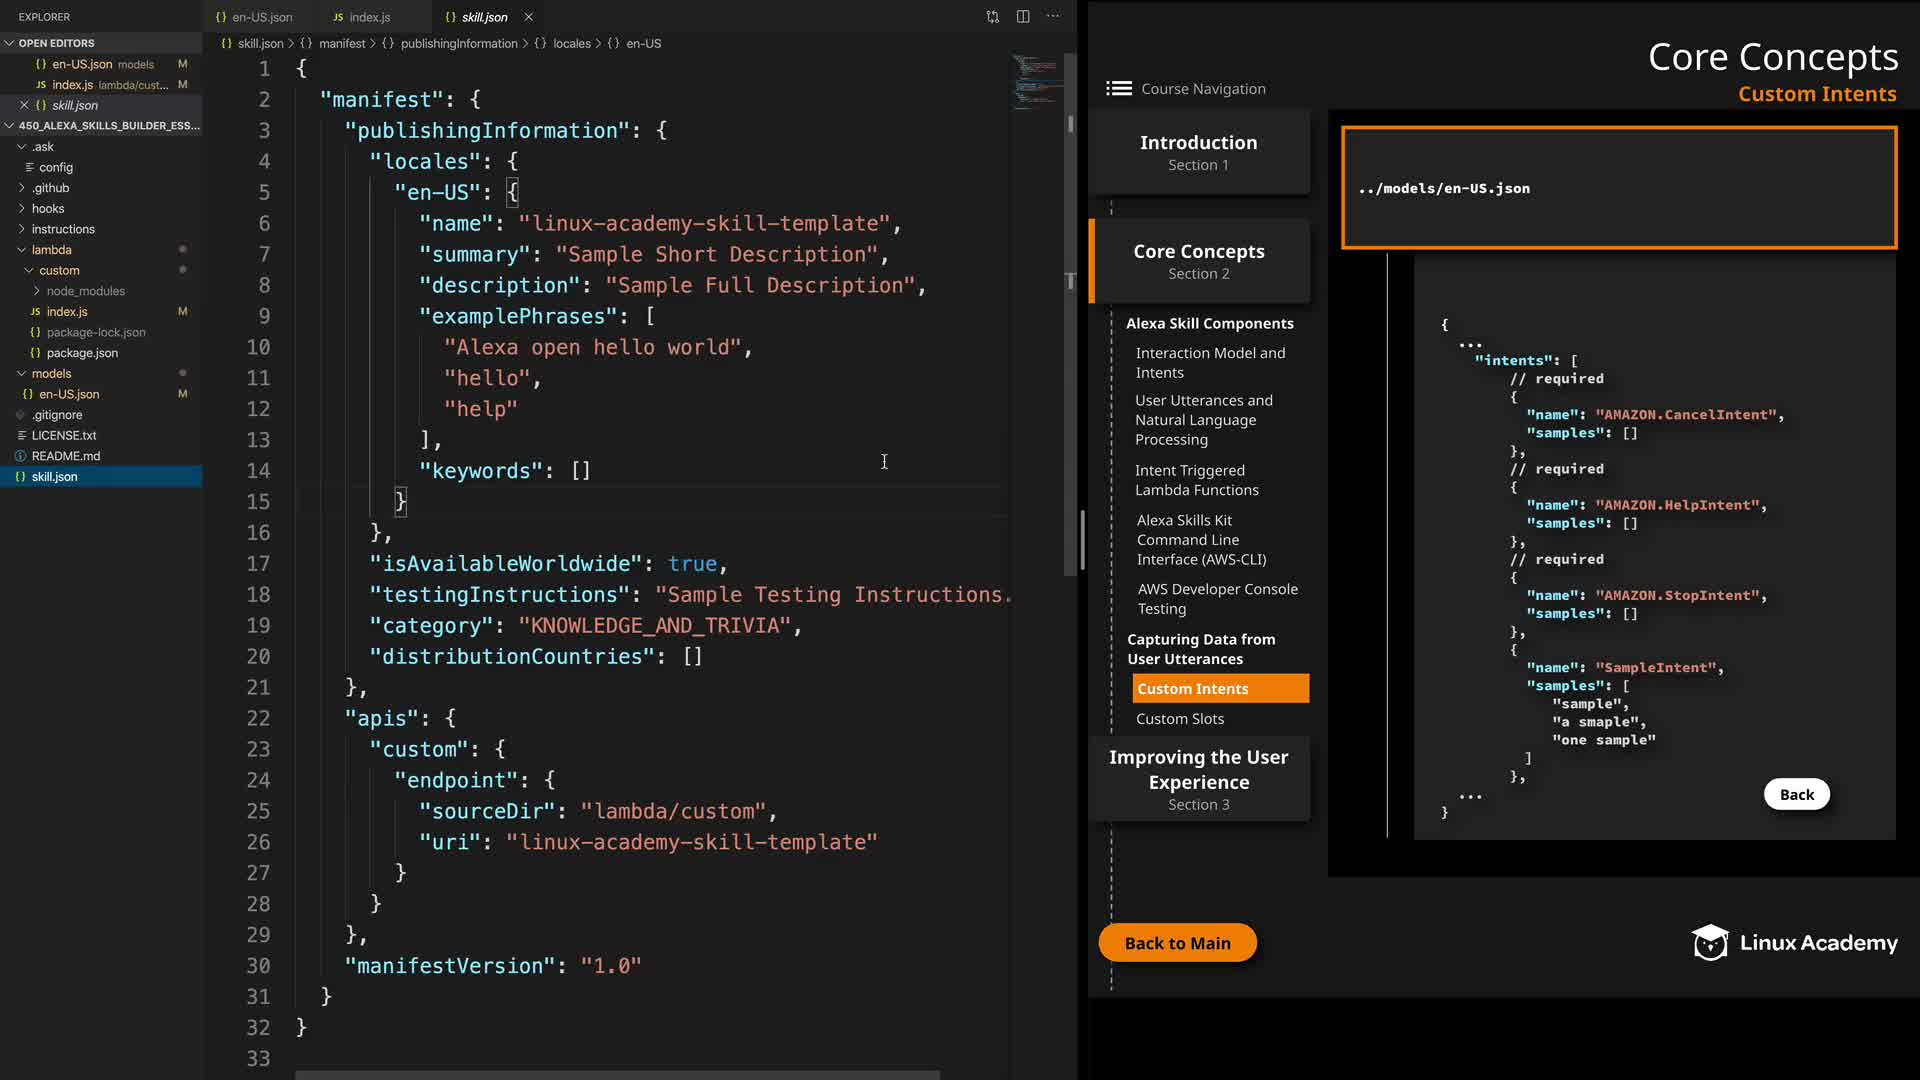 EXPLORER
OPEN EDITORS
{} en-US.json models M
JS index.js lambda/cust... M
{} skill.json
450_ALEXA_SKILLS_BUILDER_ESS...
.ask
config
.github
hooks
instructions
lambda
custom
node_modules
JS index.js M
{} package-lock.json
{} package.json
models
{} en-US.json M
.gitignore
LICENSE.txt
README.md
{} skill.json
{} en-US.json
JS index.js
{} skill.json
{} skill.json > {} manifest > {} publishingInformation > {} locales > {} en-US
1 {
2 "manifest": {
3 "publishingInformation": {
4 "locales": {
5 "en-US": {
6 "name": "linux-academy-skill-template",
7 "summary": "Sample Short Description",
8 "description": "Sample Full Description",
9 "examplePhrases": [
10 "Alexa open hello world",
11 "hello",
12 "help"
13 ],
14 "keywords": []
15 }
16 },
17 "isAvailableWorldwide": true,
18 "testingInstructions": "Sample Testing Instructions.
19 "category": "KNOWLEDGE_AND_TRIVIA",
20 "distributionCountries": []
21 },
22 "apis": {
23 "custom": {
24 "endpoint": {
25 "sourceDir": "lambda/custom",
26 "uri": "linux-academy-skill-template"
27 }
28 }
29 },
30 "manifestVersion": "1.0"
31 }
32 }
33
Core Concepts
Custom Intents
Course Navigation
Introduction
Section 1
Core Concepts
Section 2
Alexa Skill Components
Interaction Model and
Intents
User Utterances and
Natural Language
Processing
Intent Triggered
Lambda Functions
Alexa Skills Kit
Command Line
Interface (AWS-CLI)
AWS Developer Console
Testing
Capturing Data from
User Utterances
Custom Intents
Custom Slots
Improving the User
Experience
Section 3
Back to Main
../models/en-US.json
{
...
"intents": [
// required
{
"name": "AMAZON.CancelIntent",
"samples": []
},
// required
{
"name": "AMAZON.HelpIntent",
"samples": []
},
// required
{
"name": "AMAZON.StopIntent",
"samples": []
},
{
"name": "SampleIntent",
"samples": [
"sample",
"a smaple",
"one sample"
]
},
...
}
Back
Linux Academy